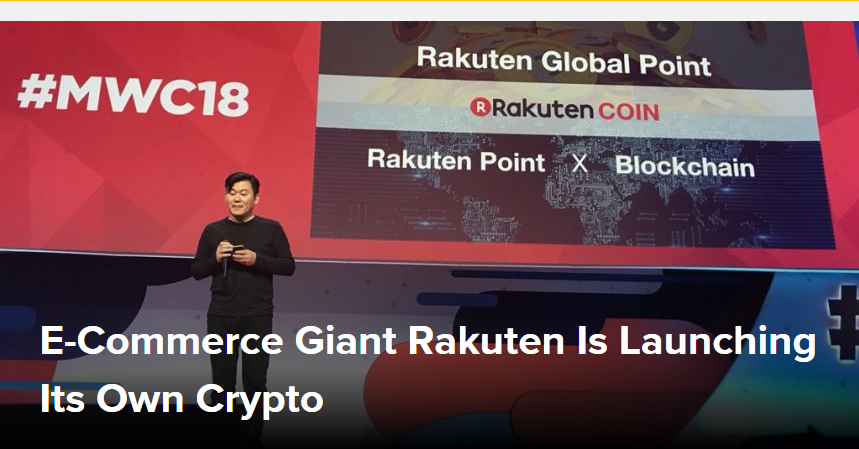 Rakuten Global Point
#MWC18
R Rakuten COIN
Rakuten Point X Blockchain
E-Commerce Giant Rakuten Is Launching
Its Own Crypto